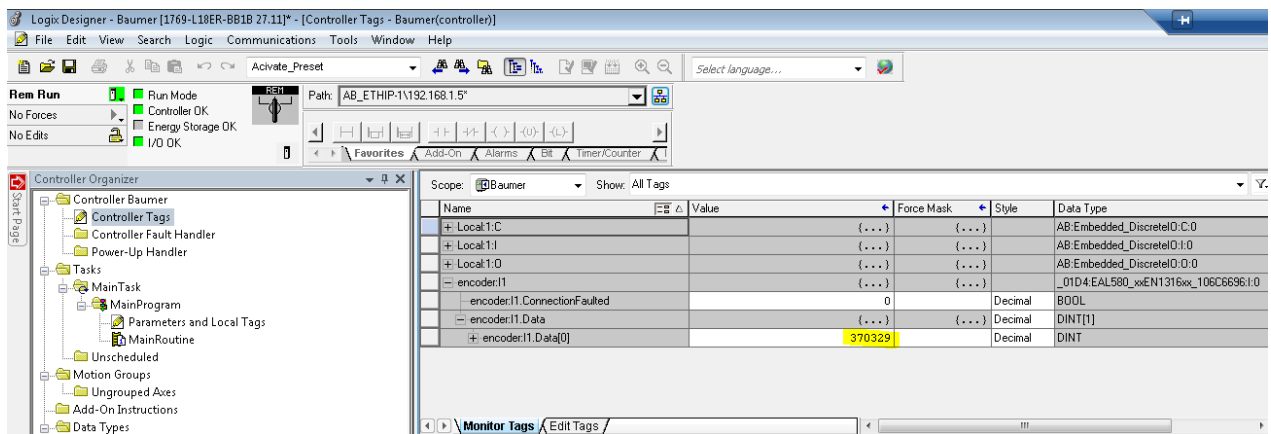 Logix Designer - Baumer [1769-L18ER-BB1B 27.11]* - [Controller Tags - Baumer(controller)]
File Edit View Search Logic Communications Tools Window Help
Acivate_Preset
Select language...
Rem Run
Run Mode
REM
Path: AB_ETHIP-1\192.168.1.5*
No Forces
Controller OK
Energy Storage OK
No Edits
I/O OK
Favorites Add-On Alarms Bit Timer/Counter
Start Page
Controller Organizer
Controller Baumer
Controller Tags
Controller Fault Handler
Power-Up Handler
Tasks
MainTask
MainProgram
Parameters and Local Tags
MainRoutine
Unscheduled
Motion Groups
Ungrouped Axes
Add-On Instructions
Data Types
Scope: Baumer Show: All Tags
Name Value Force Mask Style Data Type
Local:1:C {...} {...} AB:Embedded_DiscreteIO:C:0
Local:1:I {...} {...} AB:Embedded_DiscreteIO:I:0
Local:1:O {...} {...} AB:Embedded_DiscreteIO:O:0
encoder:I1 {...} {...} _01D4:EAL580_xxEN1316xx_106C6696:I:0
encoder:I1.ConnectionFaulted 0 Decimal BOOL
encoder:I1.Data {...} {...} Decimal DINT[1]
encoder:I1.Data[0] 370329 Decimal DINT
Monitor Tags Edit Tags